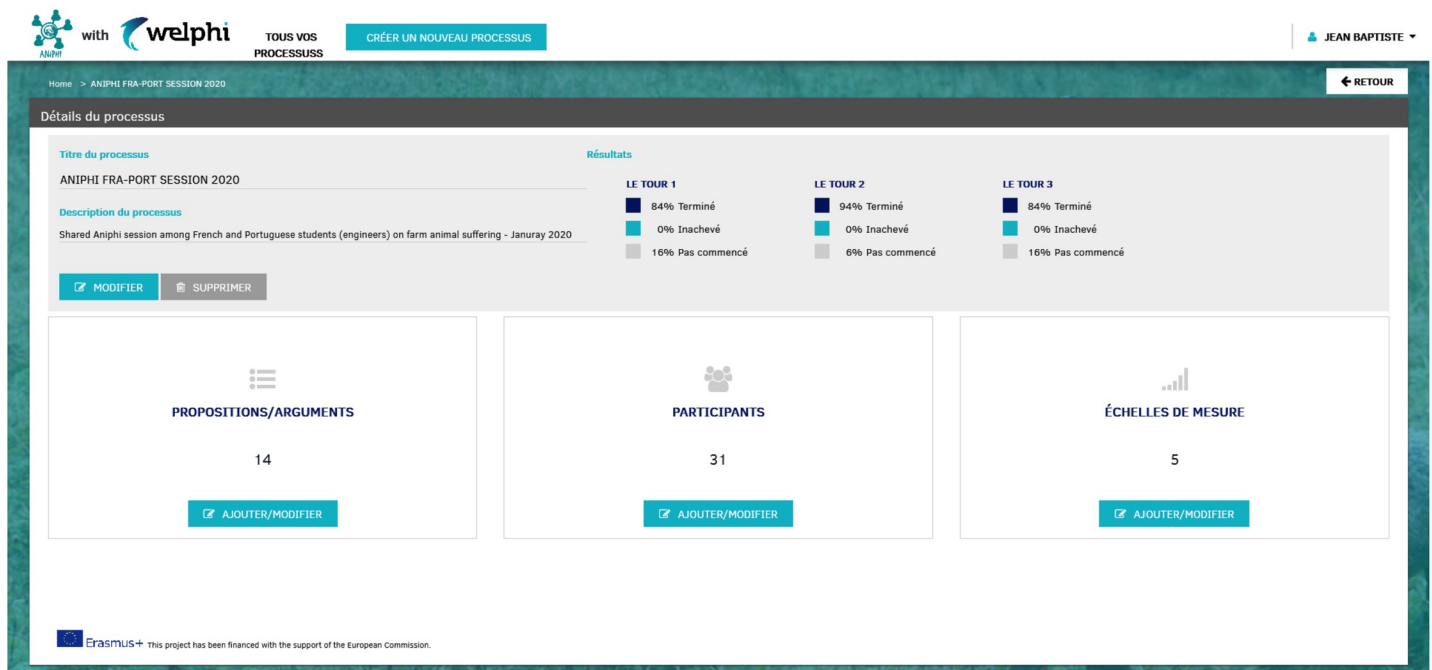 with welphi
ANIPHI
TOUS VOS
PROCESSUSS
CRÉER UN NOUVEAU PROCESSUS
JEAN BAPTISTE
Home > ANIPHI FRA-PORT SESSION 2020
RETOUR
Détails du processus
Titre du processus
ANIPHI FRA-PORT SESSION 2020
Description du processus
Shared Aniphi session among French and Portuguese students (engineers) on farm animal suffering - Januray 2020
MODIFIER
SUPPRIMER
Résultats
LE TOUR 1
84% Terminé
0% Inachevé
16% Pas commencé
LE TOUR 2
94% Terminé
0% Inachevé
6% Pas commencé
LE TOUR 3
84% Terminé
0% Inachevé
16% Pas commencé
PROPOSITIONS/ARGUMENTS
14
AJOUTER/MODIFIER
PARTICIPANTS
31
AJOUTER/MODIFIER
ÉCHELLES DE MESURE
5
AJOUTER/MODIFIER
Erasmus+ This project has been financed with the support of the European Commission.